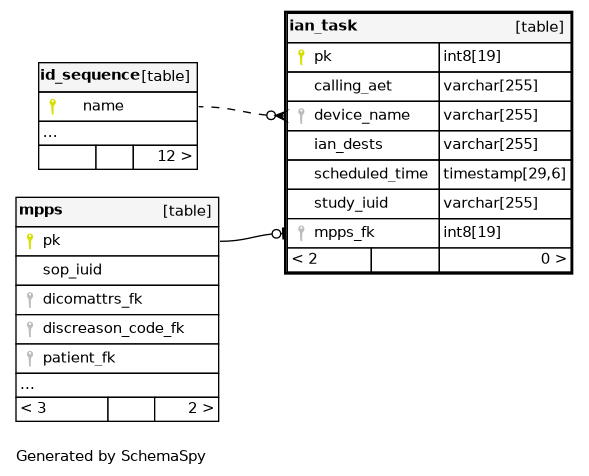 id_sequence [table]
name
...
12 >
mpps [table]
pk
sop_iuid
dicomattrs_fk
discreason_code_fk
patient_fk
...
< 3 2 >
ian_task [table]
pk int8[19]
calling_aet varchar[255]
device_name varchar[255]
ian_dests varchar[255]
scheduled_time timestamp[29,6]
study_iuid varchar[255]
mpps_fk int8[19]
< 2 0 >
Generated by SchemaSpy